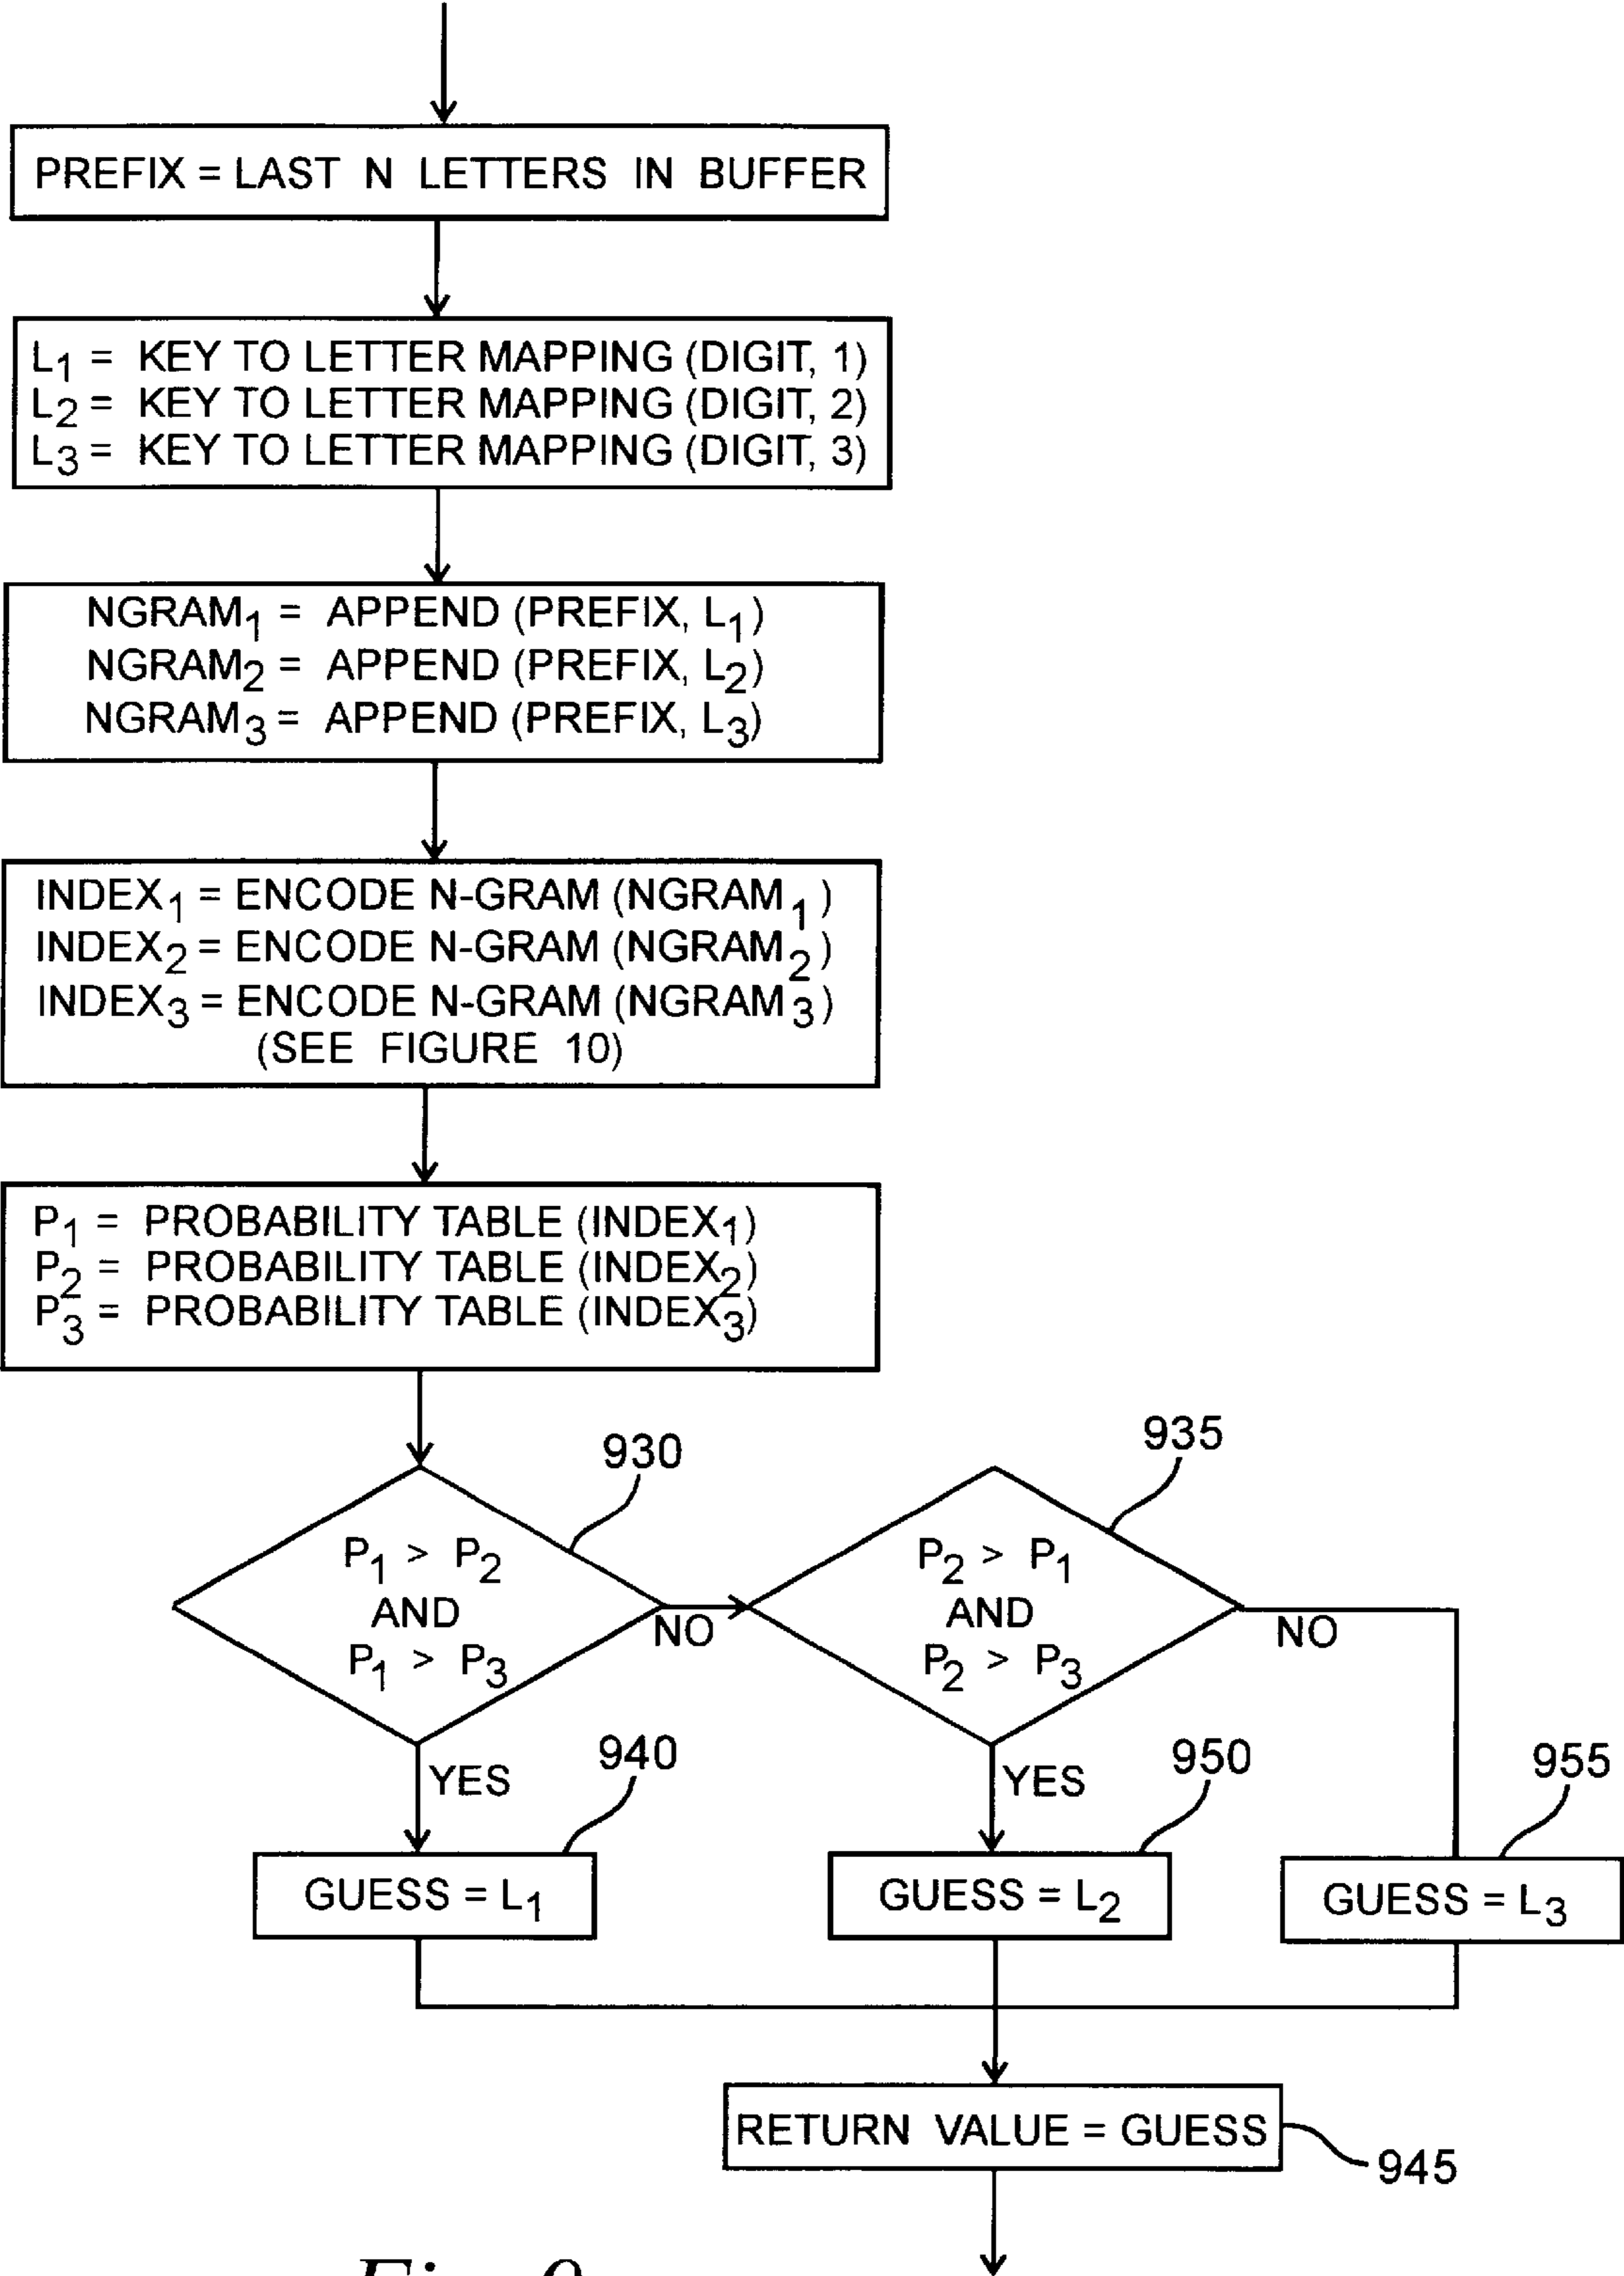 PREFIX = LAST N LETTERS IN BUFFER
L1 = KEY TO LETTER MAPPING (DIGIT, 1)
L2 = KEY TO LETTER MAPPING (DIGIT, 2)
L3 = KEY TO LETTER MAPPING (DIGIT, 3)
NGRAM1 = APPEND (PREFIX, L1)
NGRAM2 = APPEND (PREFIX, L2)
NGRAM3 = APPEND (PREFIX, L3)
INDEX1 = ENCODE N-GRAM (NGRAM1)
INDEX2 = ENCODE N-GRAM (NGRAM2)
INDEX3 = ENCODE N-GRAM (NGRAM3)
(SEE FIGURE 10)
P1 = PROBABILITY TABLE (INDEX1)
P2 = PROBABILITY TABLE (INDEX2)
P3 = PROBABILITY TABLE (INDEX3)
930
P1 > P2
AND
P1 > P3
NO
935
P2 > P1
AND
P2 > P3
NO
YES
940
YES
950
955
GUESS = L1
GUESS = L2
GUESS = L3
RETURN VALUE = GUESS
945